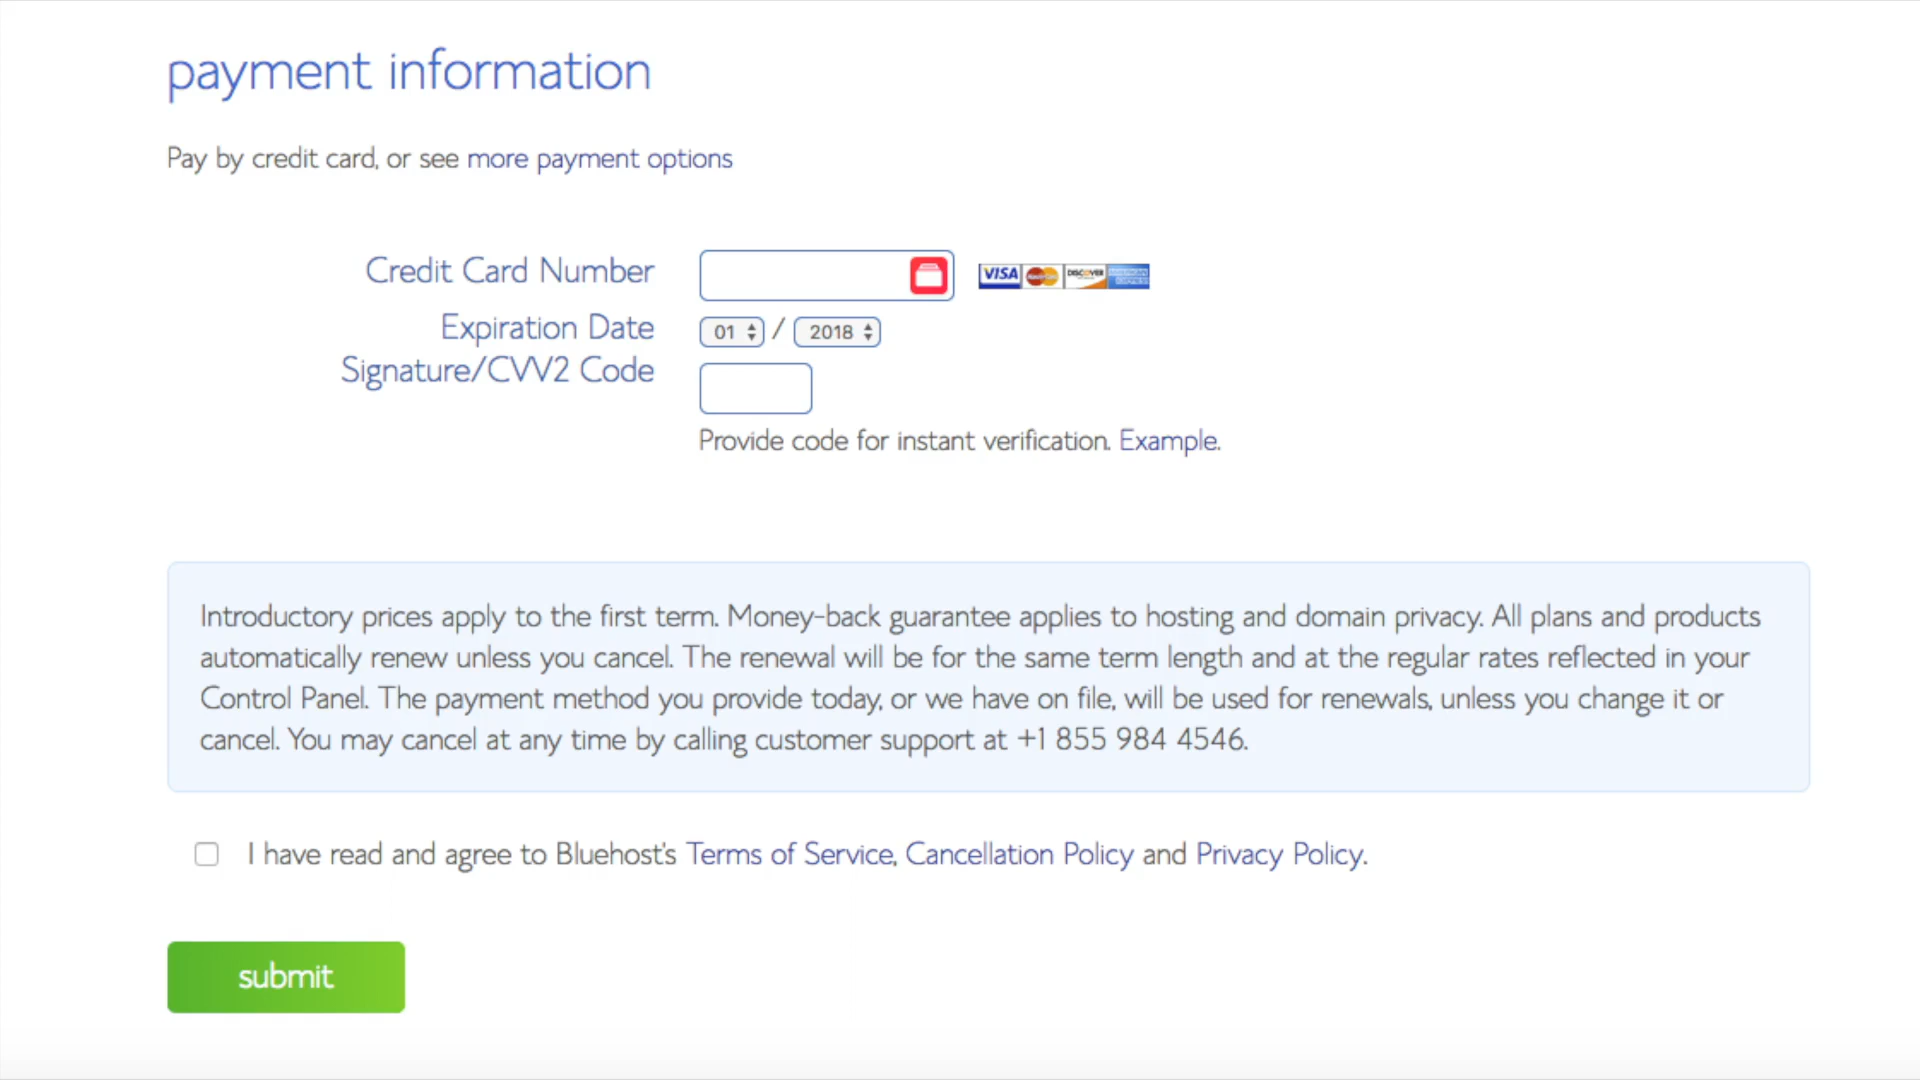 payment information
Pay by credit card, or see more payment options
Credit Card Number
VISA MasterCard DISCOVER AMERICAN EXPRESS
Expiration Date 01 / 2018
Signature/CVV2 Code
Provide code for instant verification. Example.
Introductory prices apply to the first term. Money-back guarantee applies to hosting and domain privacy. All plans and products
automatically renew unless you cancel. The renewal will be for the same term length and at the regular rates reflected in your
Control Panel. The payment method you provide today, or we have on file, will be used for renewals, unless you change it or
cancel. You may cancel at any time by calling customer support at +1 855 984 4546.
I have read and agree to Bluehost's Terms of Service, Cancellation Policy and Privacy Policy.
submit